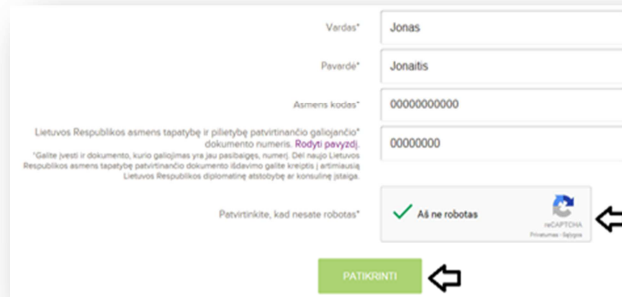 Vardas*
Jonas
Pavardė*
Jonaitis
Asmens kodas*
00000000000
Lietuvos Respublikos asmens tapatybę ir pilietybę patvirtinančio galiojančio*
dokumento numeris. Rodyti pavyzdį.
*Galite įvesti ir dokumento, kurio galiojimas yra jau pasibaigęs, numerį. Dėl naujo Lietuvos
Respublikos asmens tapatybę patvirtinančio dokumento išdavimo galite kreiptis į artimiausią
Lietuvos Respublikos diplomatinę atstovybę ar konsulinę įstaigą.
00000000
Patvirtinkite, kad nesate robotas*
Aš ne robotas
reCAPTCHA
Privatumas - Sąlygos
PATIKRINTI